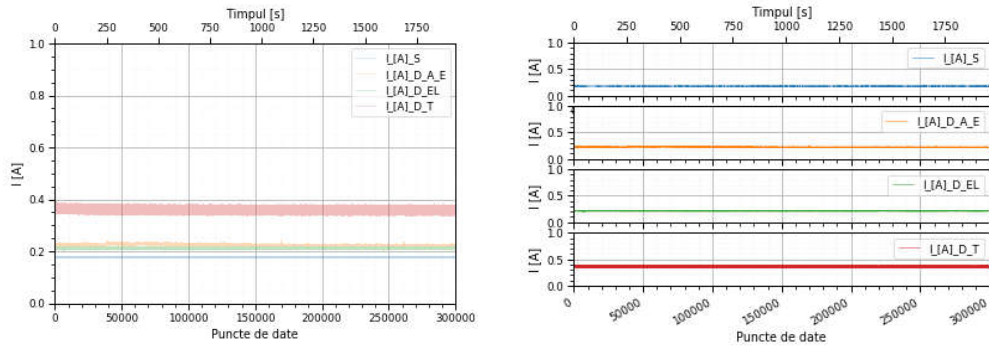 Timpul [s]
0 250 500 750 1000 1250 1500 1750
1.0
0.8
0.6
0.4
0.2
0.0
I [A]
I_[A]_S
I_[A]_D_A_E
I_[A]_D_EL
I_[A]_D_T
0 50000 100000 150000 200000 250000 300000
Puncte de date
Timpul [s]
0 250 500 750 1000 1250 1500 1750
1.0
0.5
0.0
I [A]
I_[A]_S
1.0
0.5
0.0
I [A]
I_[A]_D_A_E
1.0
0.5
0.0
I [A]
I_[A]_D_EL
1.0
0.5
0.0
I [A]
I_[A]_D_T
0 50000 100000 150000 200000 250000 300000
Puncte de date